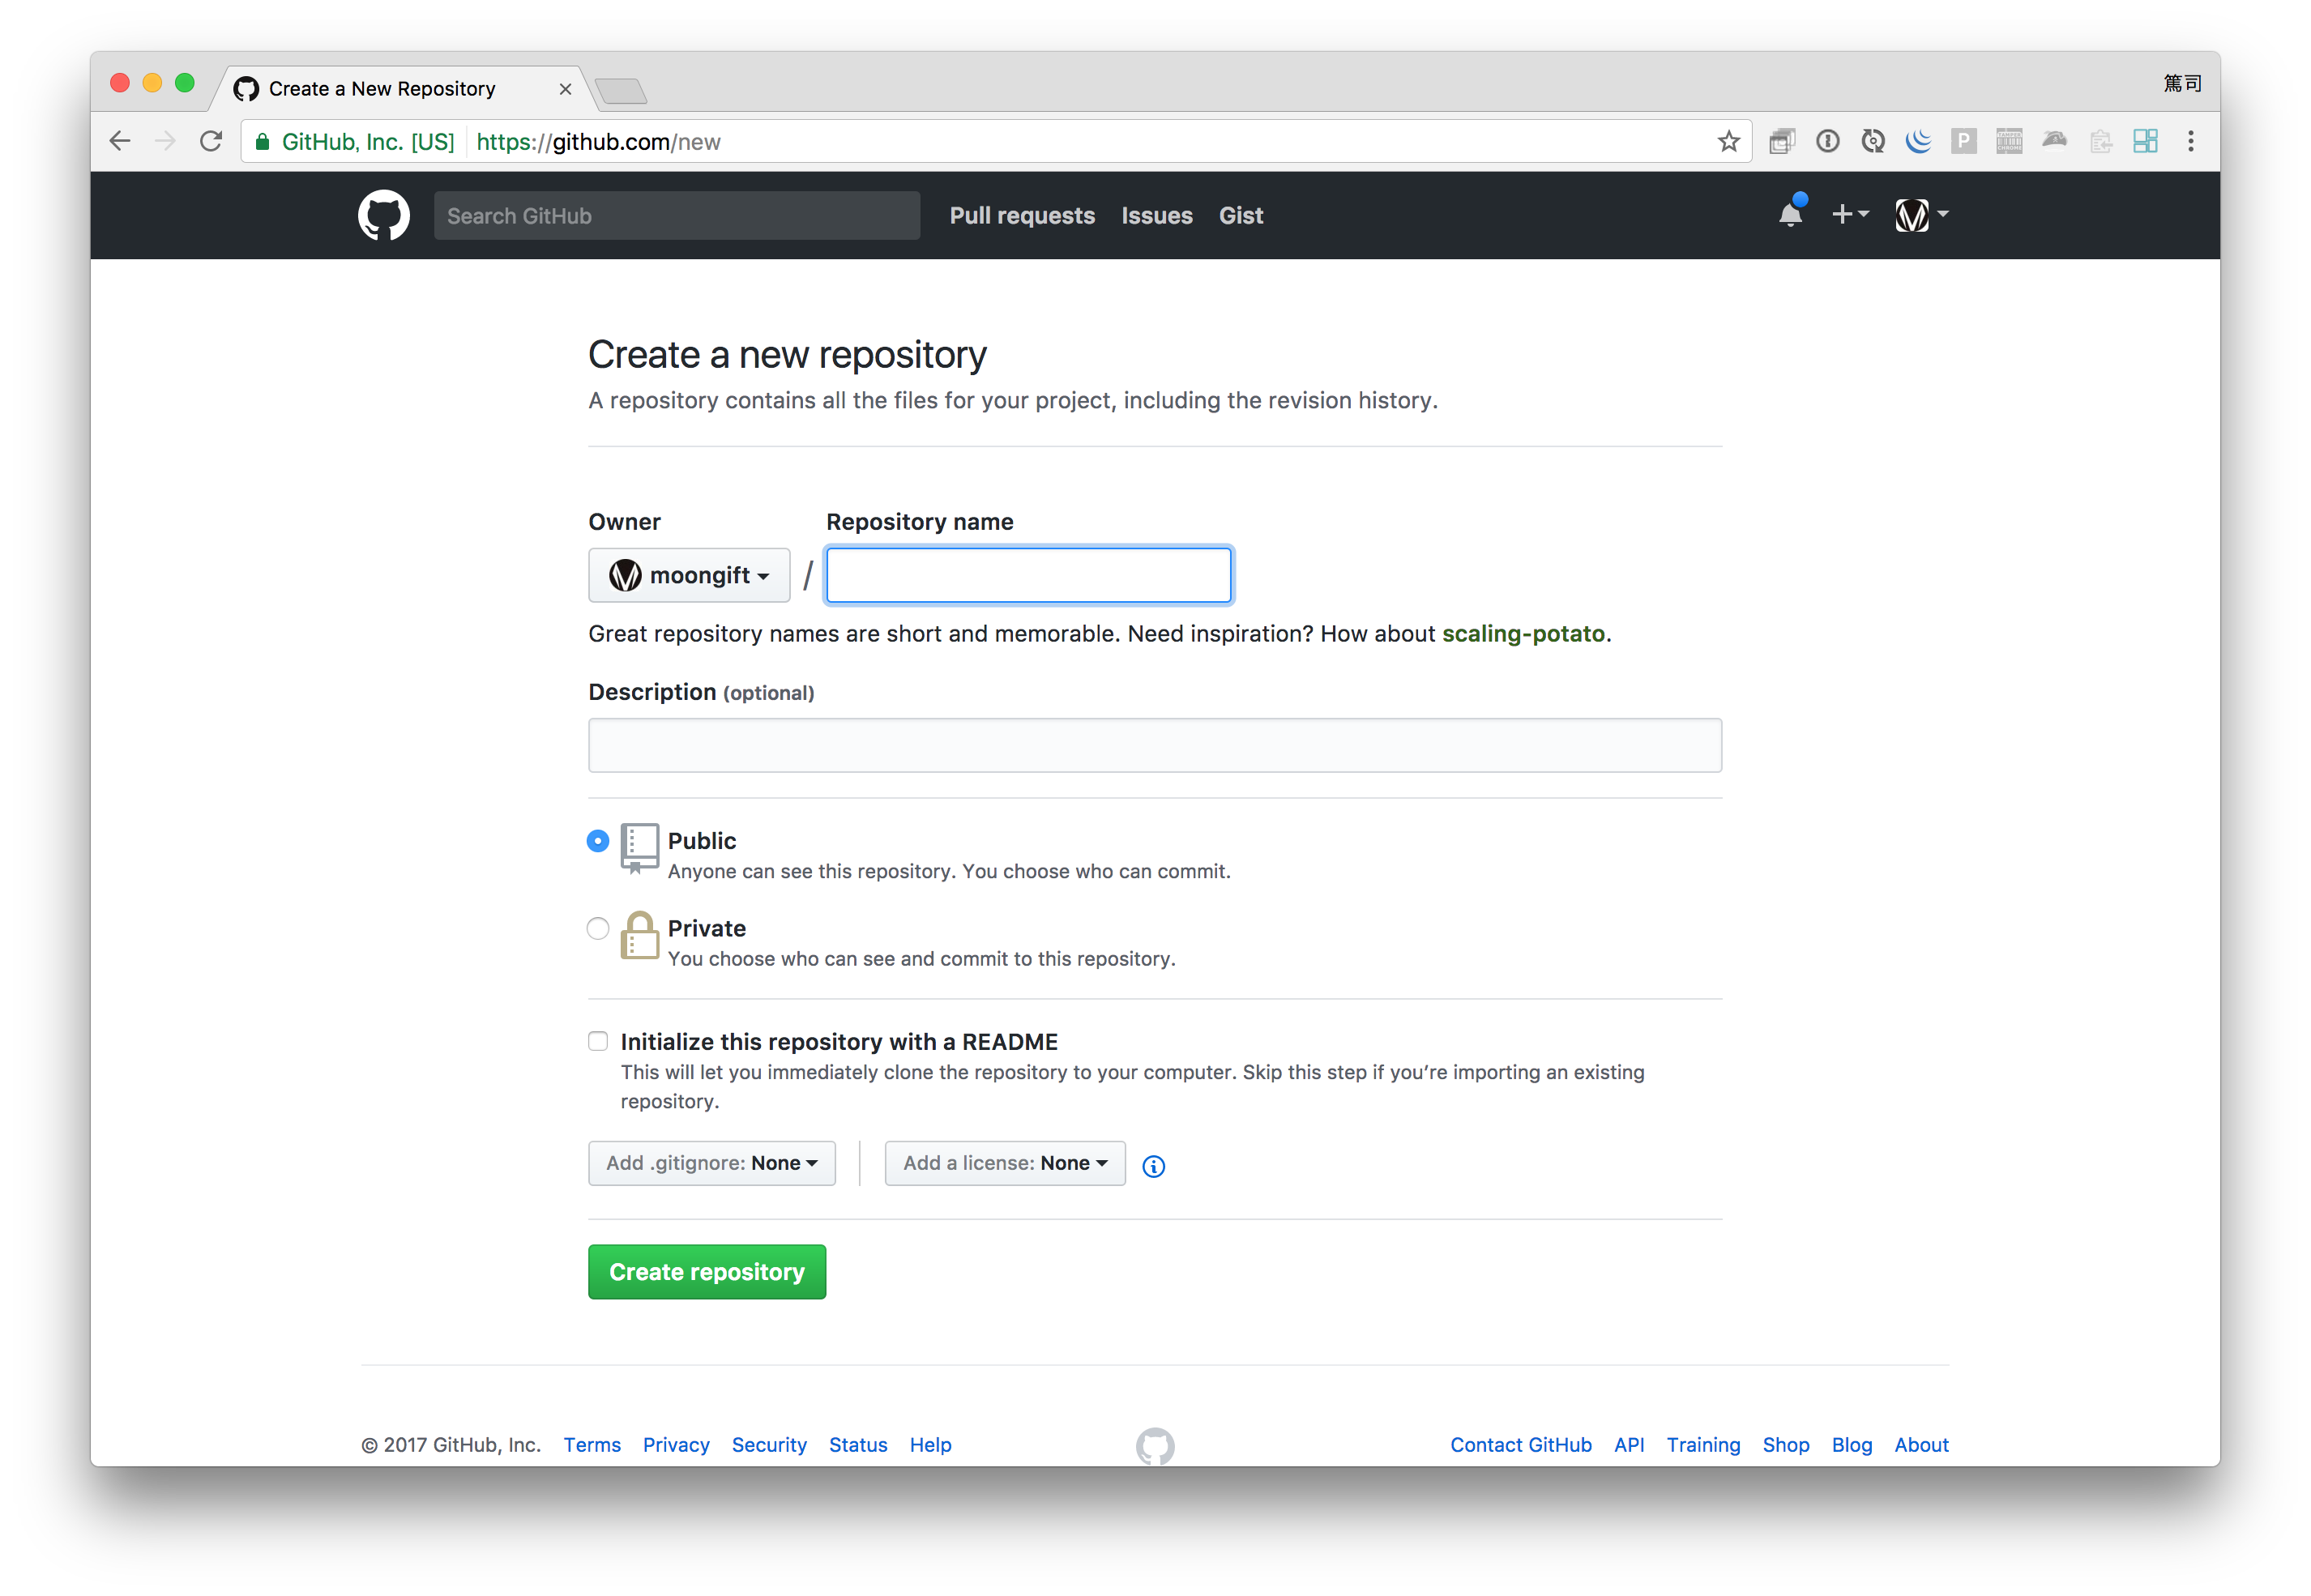 Create a New Repository
篤司
GitHub, Inc. [US] https://github.com/new
P
Search GitHub Pull requests Issues Gist
Create a new repository
A repository contains all the files for your project, including the revision history.
Owner Repository name
moongift / 
Great repository names are short and memorable. Need inspiration? How about scaling-potato.
Description (optional)
Public
Anyone can see this repository. You choose who can commit.
Private
You choose who can see and commit to this repository.
Initialize this repository with a README
This will let you immediately clone the repository to your computer. Skip this step if you’re importing an existing
repository.
Add .gitignore: None Add a license: None
Create repository
© 2017 GitHub, Inc. Terms Privacy Security Status Help Contact GitHub API Training Shop Blog About